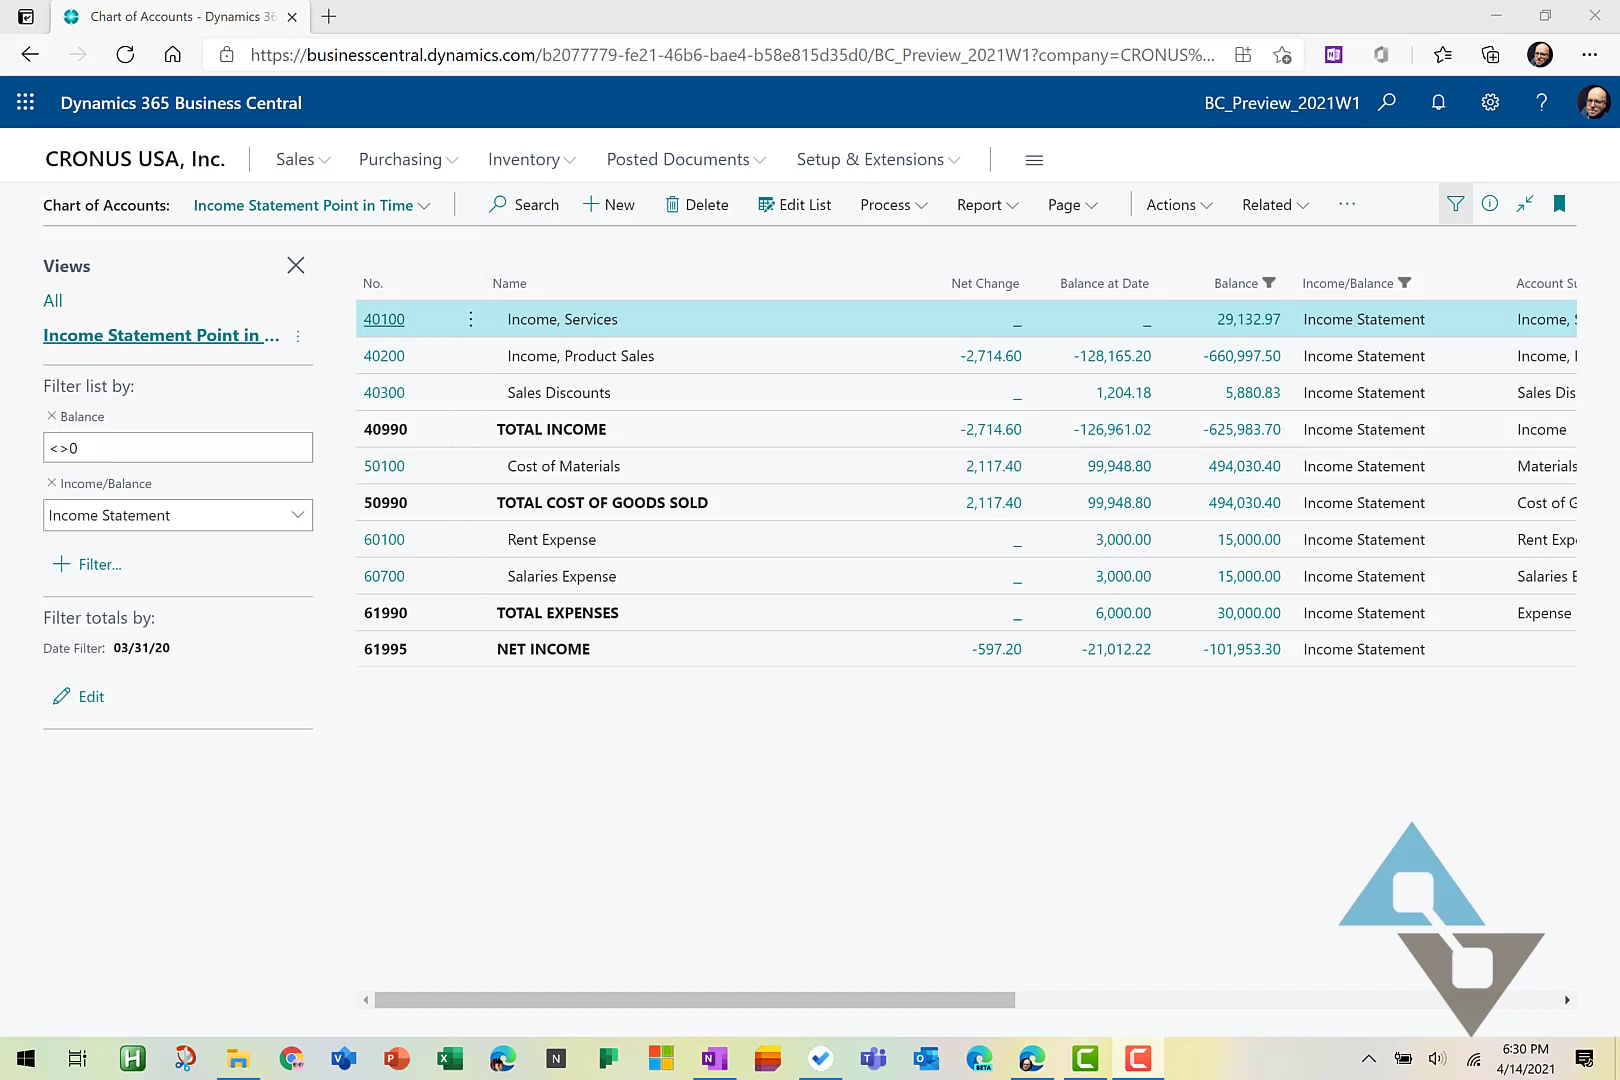 Chart of Accounts - Dynamics 36
https://businesscentral.dynamics.com/b2077779-fe21-46b6-bae4-b58e815d35d0/BC_Preview_2021W1?company=CRONUS%...
Dynamics 365 Business Central
BC_Preview_2021W1
?
CRONUS USA, Inc.
Sales
Purchasing
Inventory
Posted Documents
Setup & Extensions
Chart of Accounts:
Income Statement Point in Time
Search
New
Delete
Edit List
Process
Report
Page
Actions
Related
...
Views
All
Income Statement Point in ...
Filter list by:
Balance
<>0
Income/Balance
Income Statement
Filter...
Filter totals by:
Date Filter: 03/31/20
Edit
No. Name Net Change Balance at Date Balance Income/Balance Account Su
40100 Income, Services _ _ 29,132.97 Income Statement Income, S
40200 Income, Product Sales -2,714.60 -128,165.20 -660,997.50 Income Statement Income, I
40300 Sales Discounts _ 1,204.18 5,880.83 Income Statement Sales Dis
40990 TOTAL INCOME -2,714.60 -126,961.02 -625,983.70 Income Statement Income
50100 Cost of Materials 2,117.40 99,948.80 494,030.40 Income Statement Materials
50990 TOTAL COST OF GOODS SOLD 2,117.40 99,948.80 494,030.40 Income Statement Cost of G
60100 Rent Expense _ 3,000.00 15,000.00 Income Statement Rent Expe
60700 Salaries Expense _ 3,000.00 15,000.00 Income Statement Salaries E
61990 TOTAL EXPENSES _ 6,000.00 30,000.00 Income Statement Expense
61995 NET INCOME -597.20 -21,012.22 -101,953.30 Income Statement
BETA
6:30 PM
4/14/2021